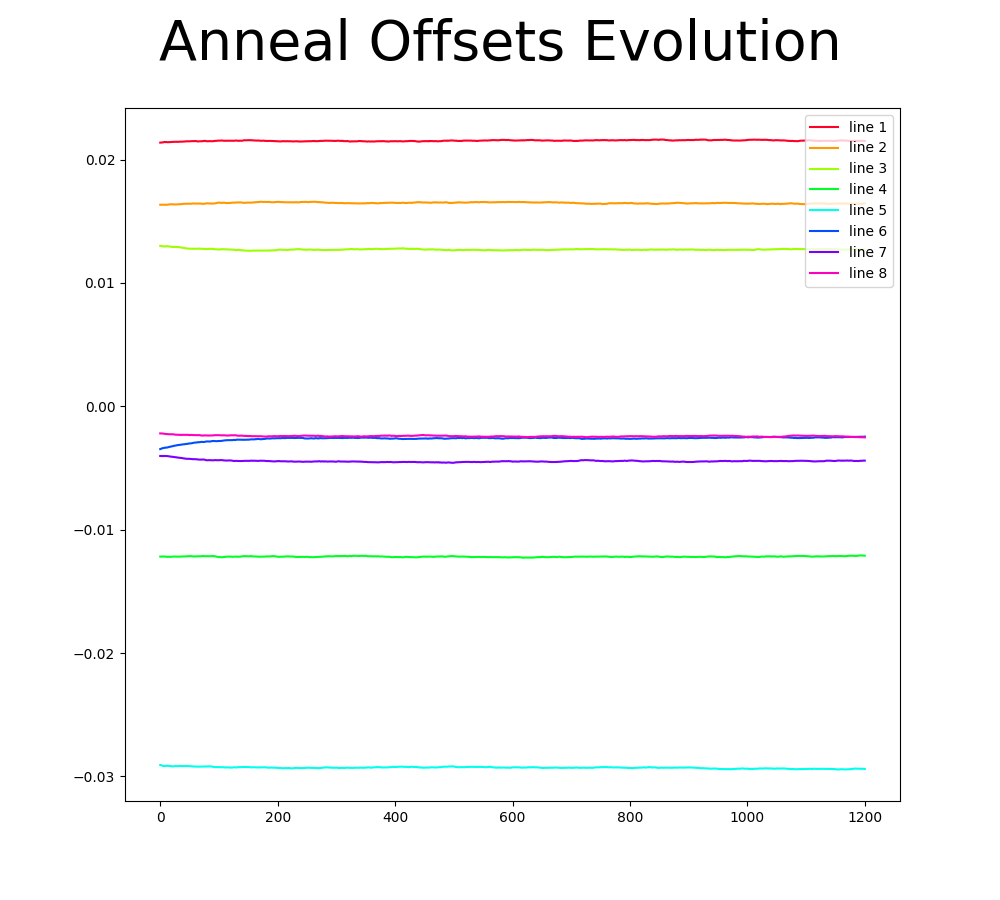 Anneal Offsets Evolution
line 1
line 2
line 3
line 4
line 5
line 6
line 7
line 8
0.02
0.01
0.00
−0.01
−0.02
−0.03
0 200 400 600 800 1000 1200